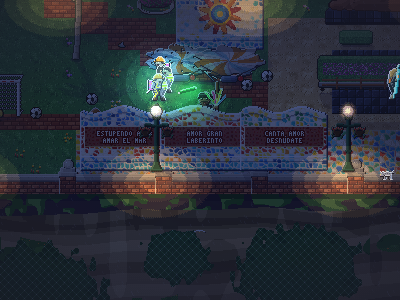 ESTUPENDO A
AMAR EL MAR
AMOR GRAN
LABERINTO
CANTA AMOR
DESNUDATE